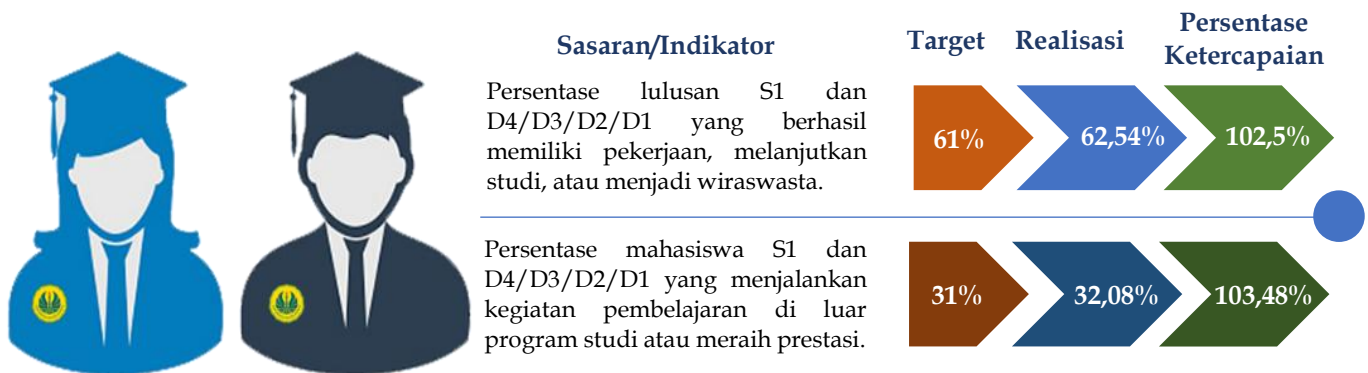 Sasaran/Indikator
Target
Realisasi
Persentase
Ketercapaian
Persentase lulusan S1 dan
D4/D3/D2/D1 yang berhasil
memiliki pekerjaan, melanjutkan
studi, atau menjadi wiraswasta.
61%
62,54%
102,5%
Persentase mahasiswa S1 dan
D4/D3/D2/D1 yang menjalankan
kegiatan pembelajaran di luar
program studi atau meraih prestasi.
31%
32,08%
103,48%